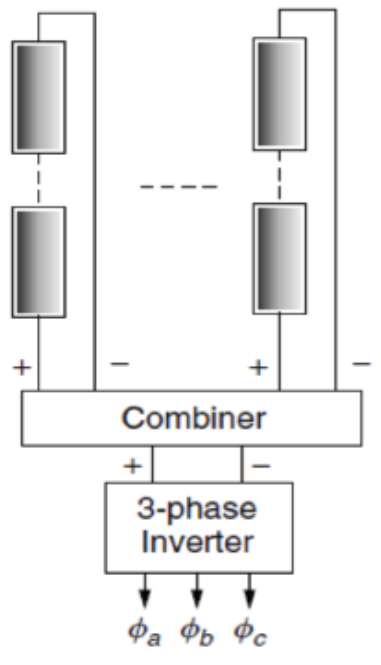 + − + −
Combiner
+ −
3-phase
Inverter
ϕa ϕb ϕc